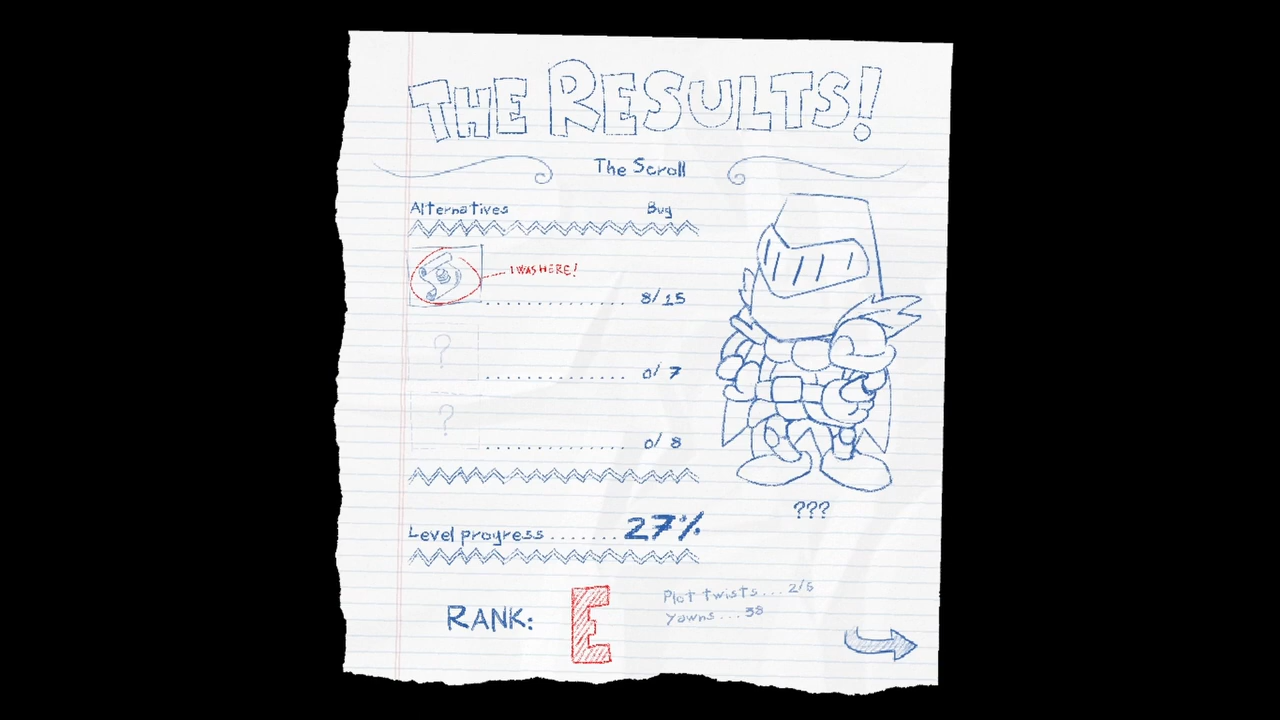 THE RESULTS!
The Scroll
Alternatives Bug
I WAS HERE!
8/15
?
0/7
?
0/8
Level progress ....... 27%
???
RANK: E
Plot twists... 2/5
Yawns ...38